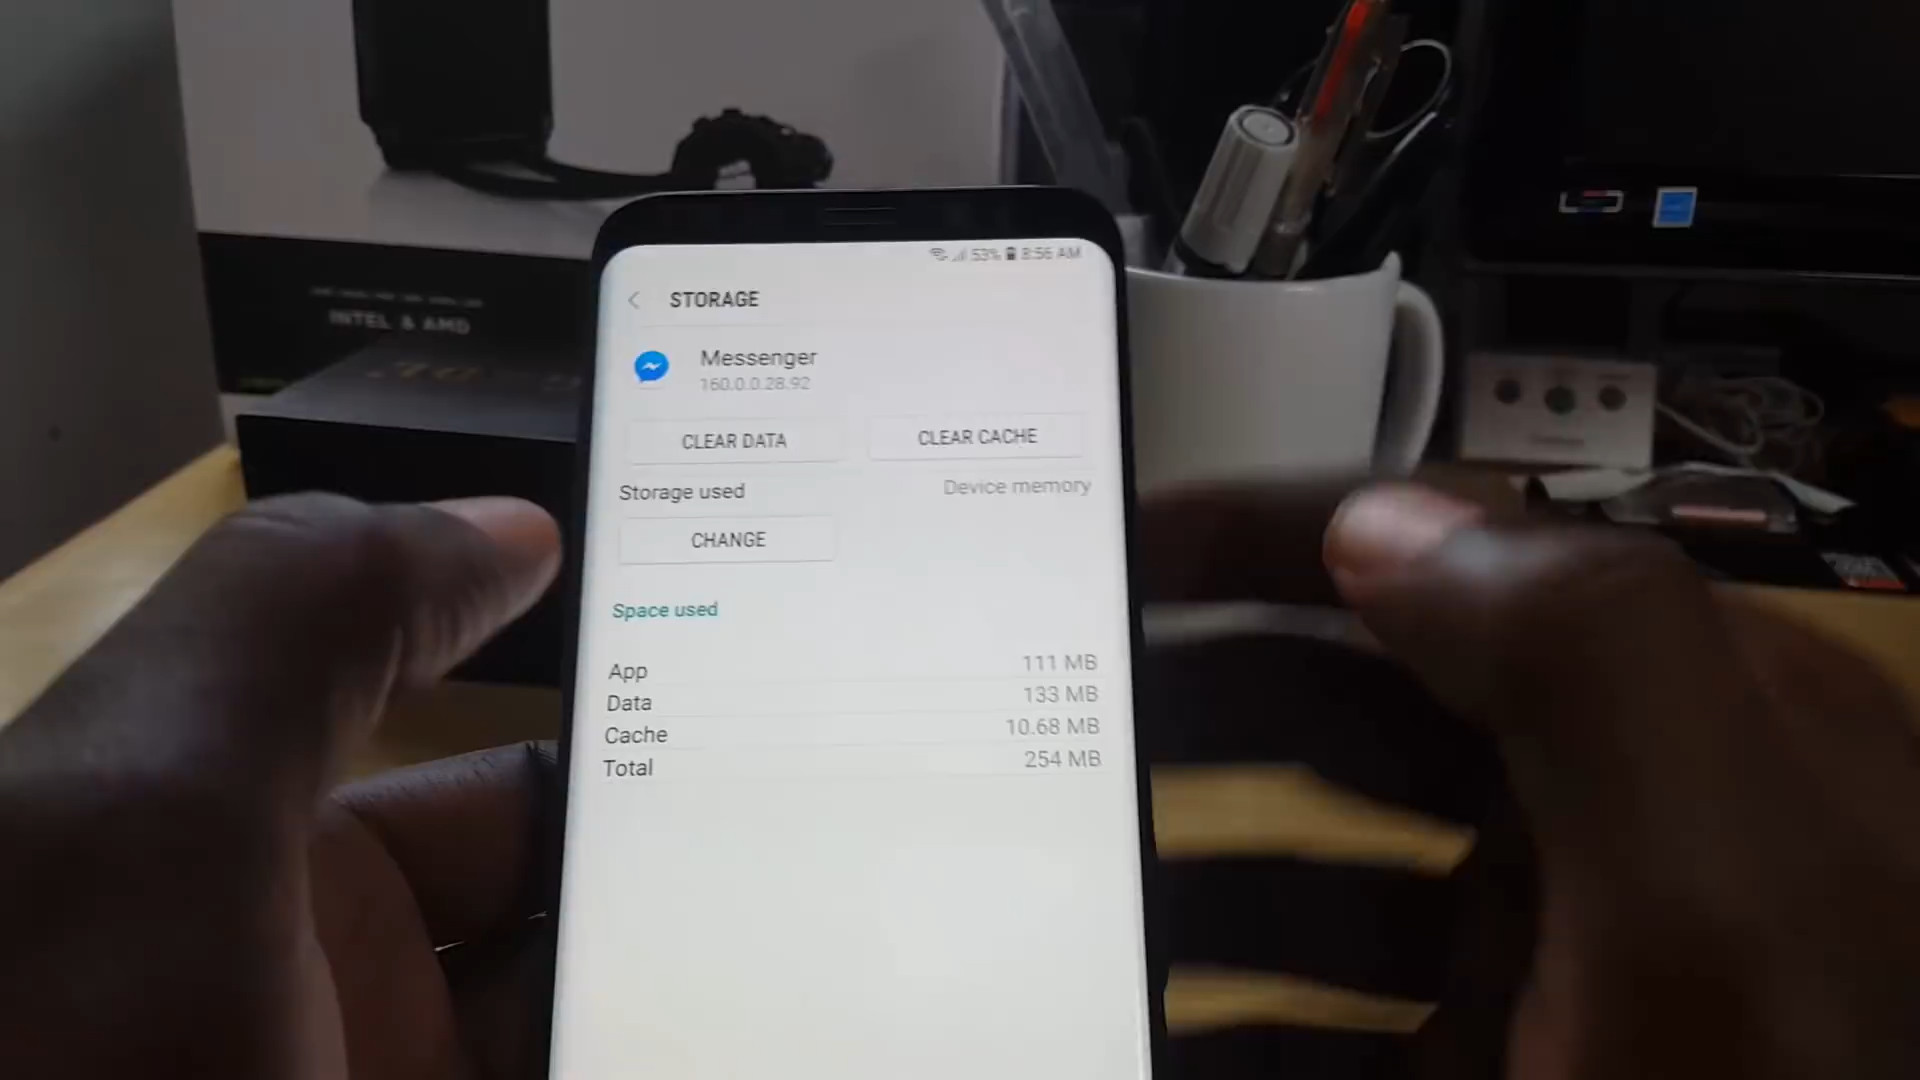 53% 8:56 AM
STORAGE
Messenger
160.0.0.28.92
CLEAR DATA CLEAR CACHE
Storage used Device memory
CHANGE
Space used
App 111 MB
Data 133 MB
Cache 10.68 MB
Total 254 MB
INTEL & AMD